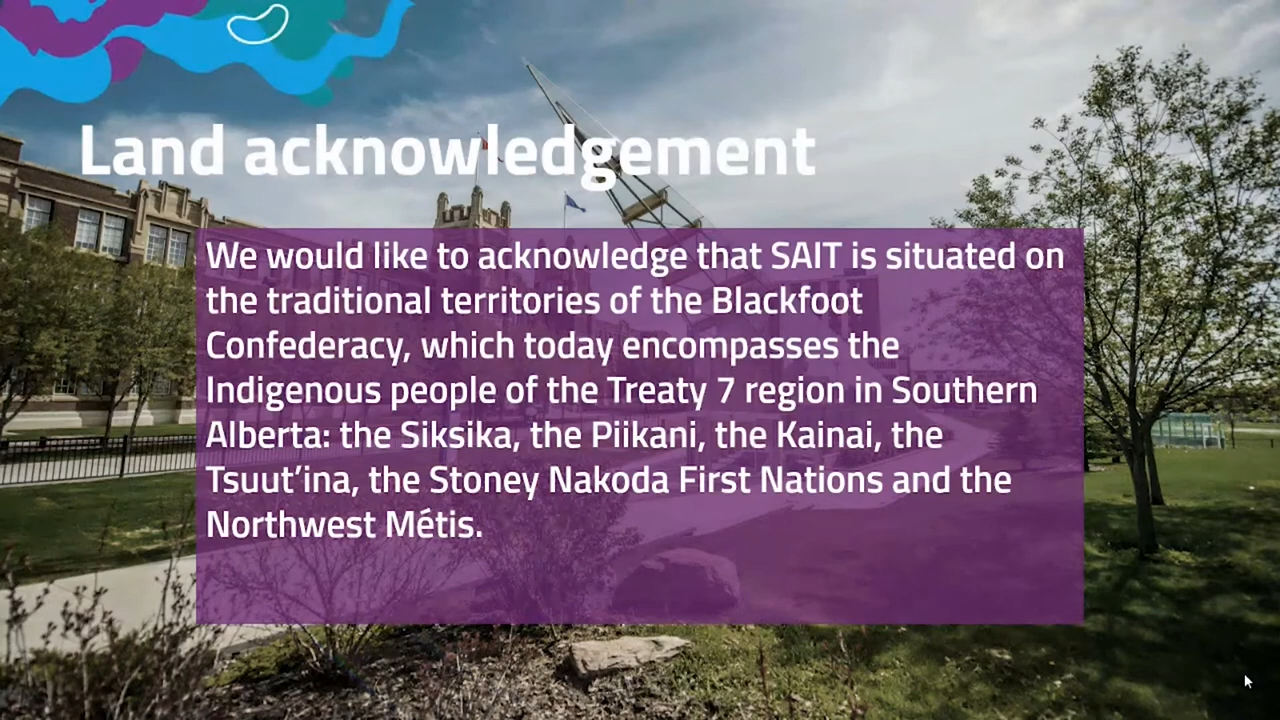 Land acknowledgement
We would like to acknowledge that SAIT is situated on
the traditional territories of the Blackfoot
Confederacy, which today encompasses the
Indigenous people of the Treaty 7 region in Southern
Alberta: the Siksika, the Piikani, the Kainai, the
Tsuut’ina, the Stoney Nakoda First Nations and the
Northwest Métis.